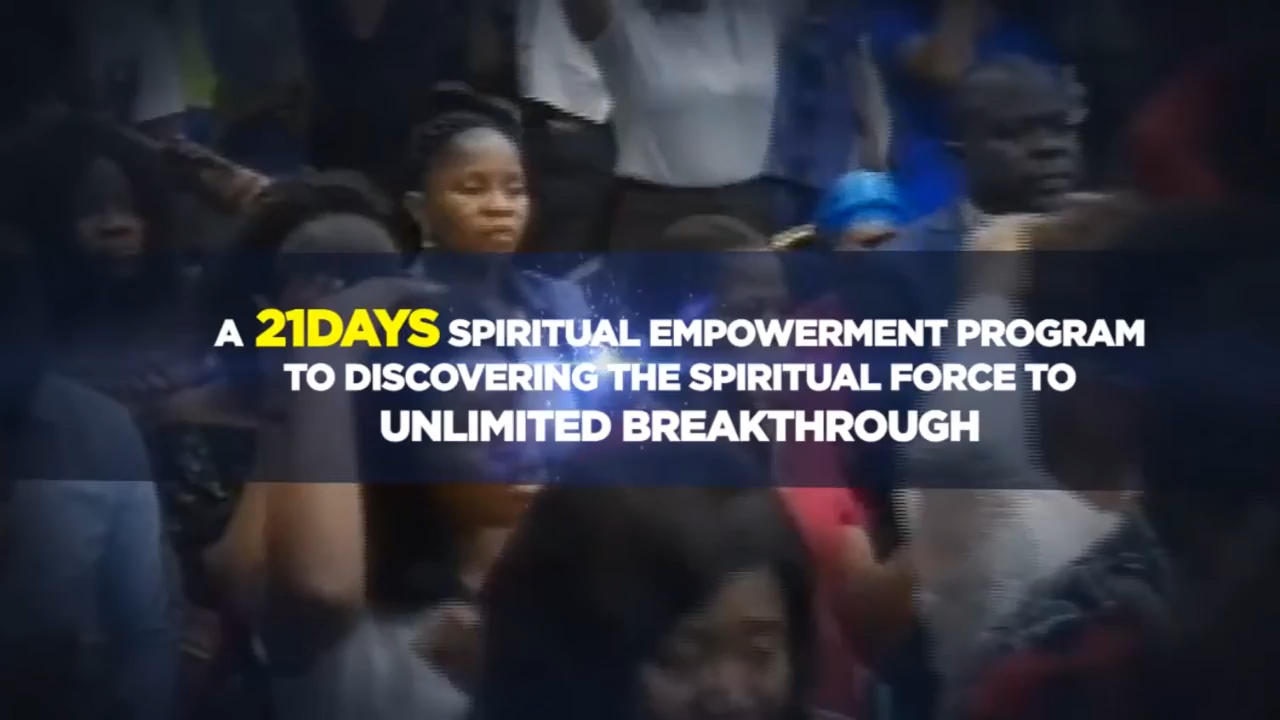 A 21DAYS SPIRITUAL EMPOWERMENT PROGRAM
TO DISCOVERING THE SPIRITUAL FORCE TO
UNLIMITED BREAKTHROUGH